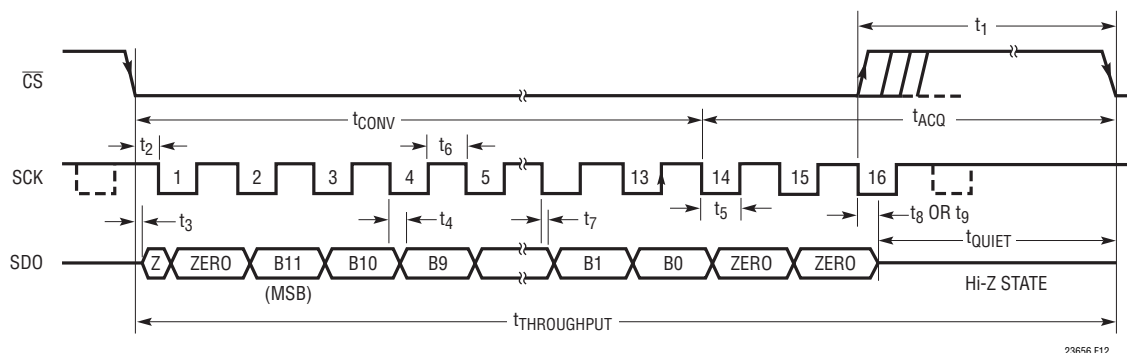 t1
CS
tCONV
tACQ
t2
t6
SCK
1
2
3
4
5
13
14
15
16
t3
t4
t7
t5
t8 OR t9
tQUIET
SDO
Z
ZERO
B11
B10
B9
B1
B0
ZERO
ZERO
(MSB)
Hi-Z STATE
tTHROUGHPUT
23656 F12